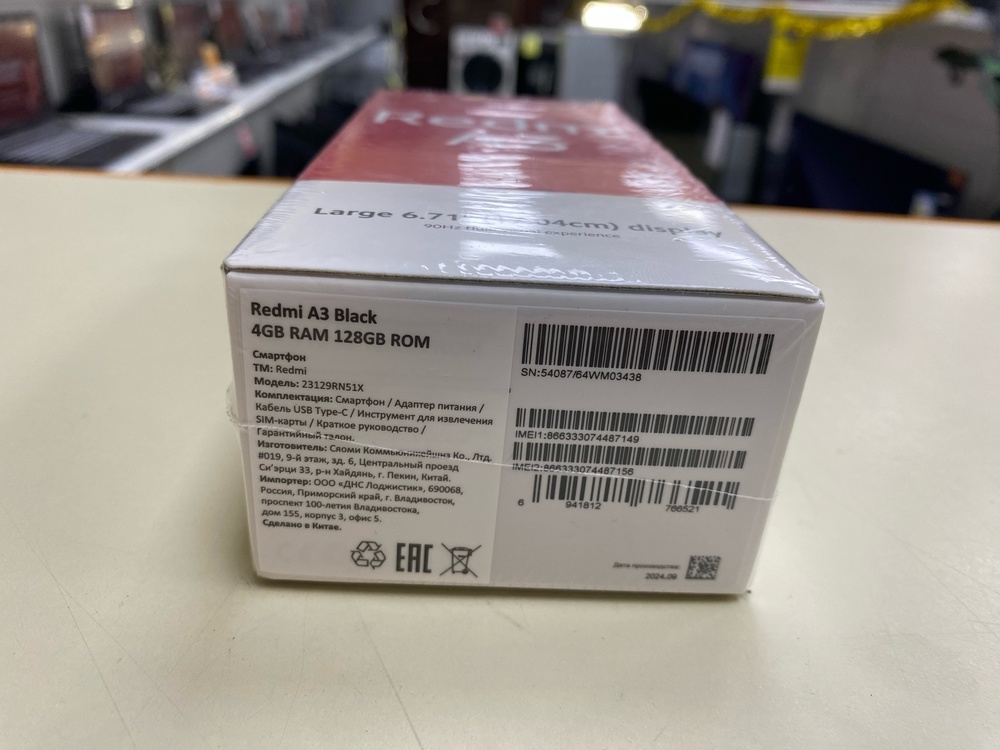 Redmi
A3
Large 6.71" display
90Hz experience
Redmi A3 Black
4GB RAM 128GB ROM
Смартфон
ТМ: Redmi
Модель: 23129RN51X
Комплектация: Смартфон / Адаптер питания /
Кабель USB Type-C / Инструмент для извлечения
SIM-карты / Краткое руководство /
Гарантийный талон.
Изготовитель: Сяоми Коммьюникейшнз Ко., Лтд.
#019, 9-й этаж, зд. 6, Центральный проезд
Си'эрци 33, р-н Хайдянь, г. Пекин, Китай.
Импортер: ООО «ДНС Лоджистик», 690068,
Россия, Приморский край, г. Владивосток,
проспект 100-летия Владивостока,
дом 155, корпус 3, офис 5.
Сделано в Китае.
EAC
SN:54087/64WM03438
IMEI1:866333074487149
IMEI2:866333074487156
6 941812 766521
Дата производства:
2024.09